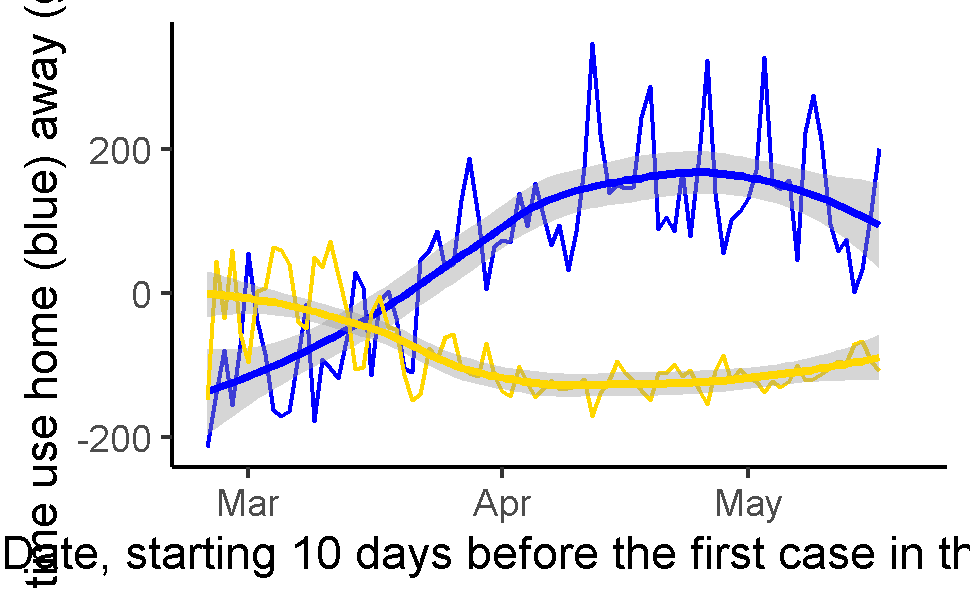 time use home (blue) away (
200
0
-200
Mar Apr May
Date, starting 10 days before the first case in th